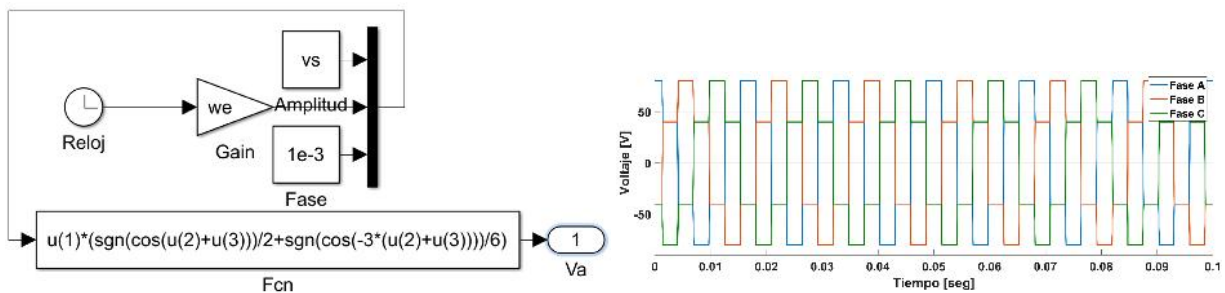 vs
we
Amplitud
Reloj
Gain
1e-3
Fase
u(1)*(sgn(cos(u(2)+u(3)))/2+sgn(cos(-3*(u(2)+u(3))))/6)
Fcn
1
Va
Fase A
Fase B
Fase C
Voltaje [V]
50
0
-50
0 0.01 0.02 0.03 0.04 0.05 0.06 0.07 0.08 0.09 0.1
Tiempo [seg]